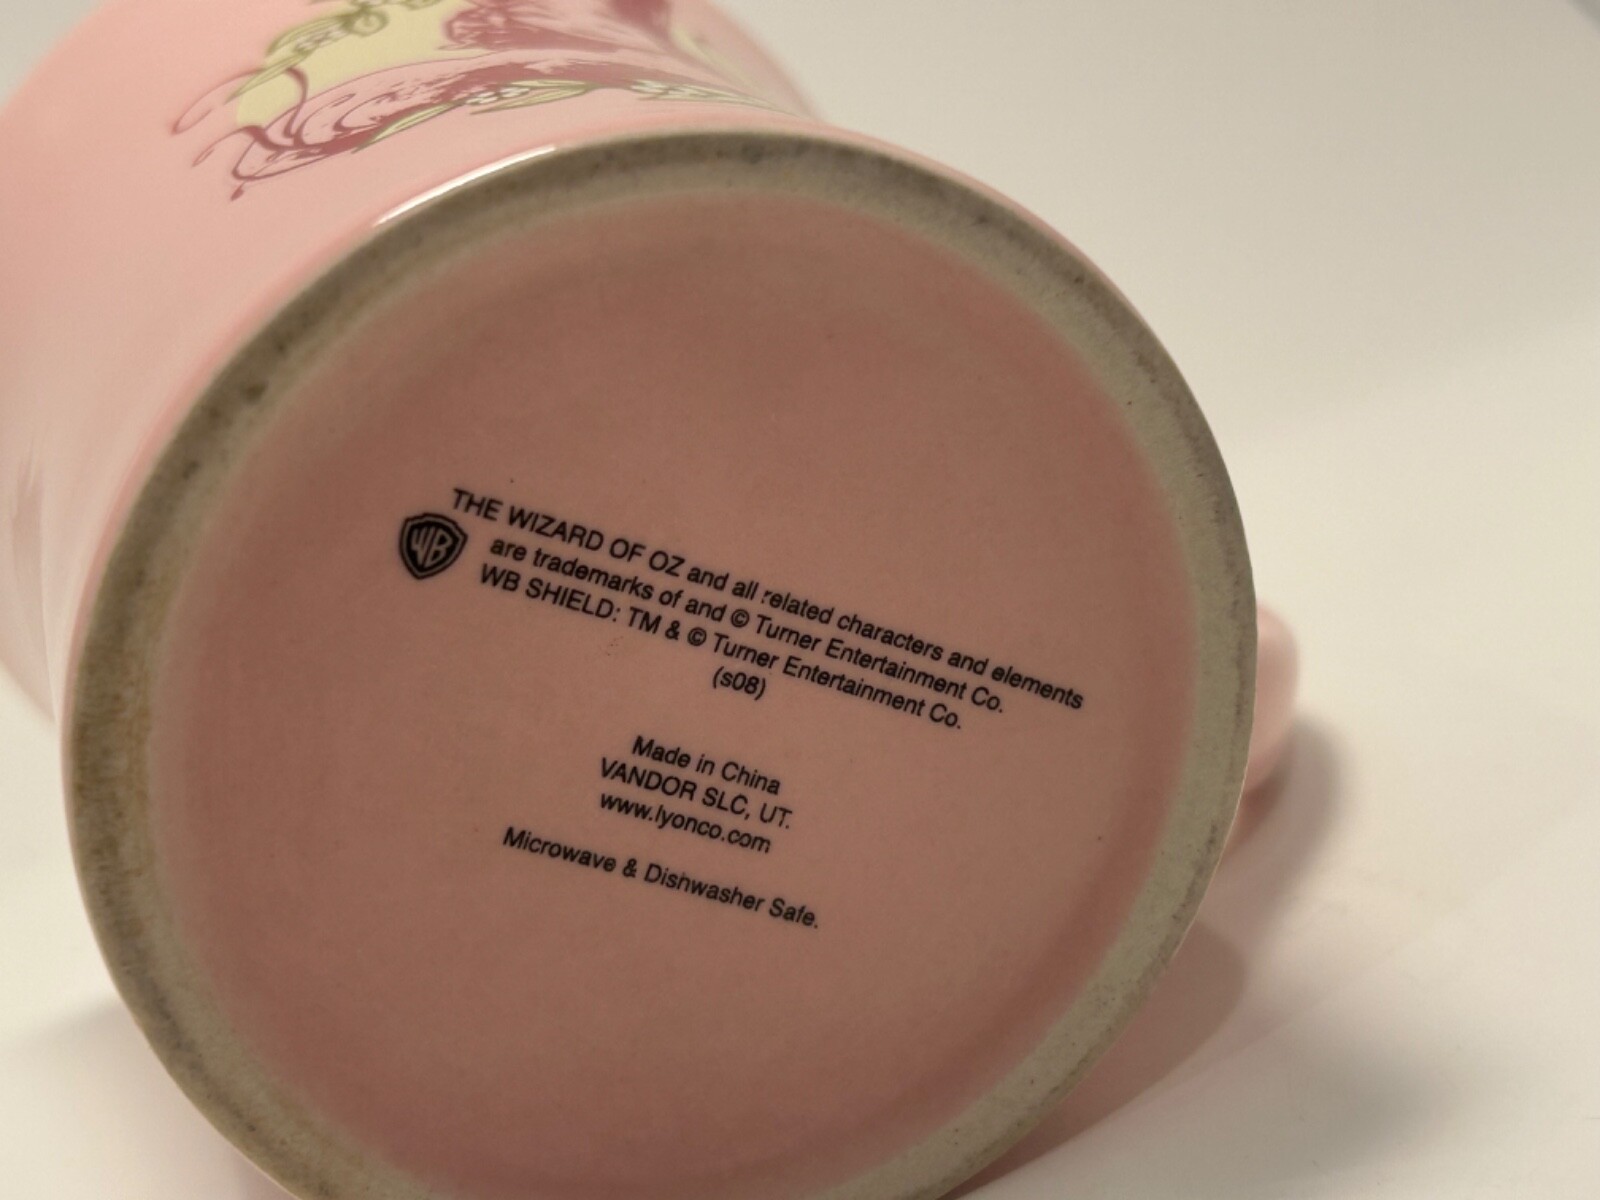 THE WIZARD OF OZ and all related characters and elements
WB
are trademarks of and © Turner Entertainment Co.
WB SHIELD: TM & © Turner Entertainment Co.
(s08)
Made in China
VANDOR SLC, UT.
www.lyonco.com
Microwave & Dishwasher Safe.